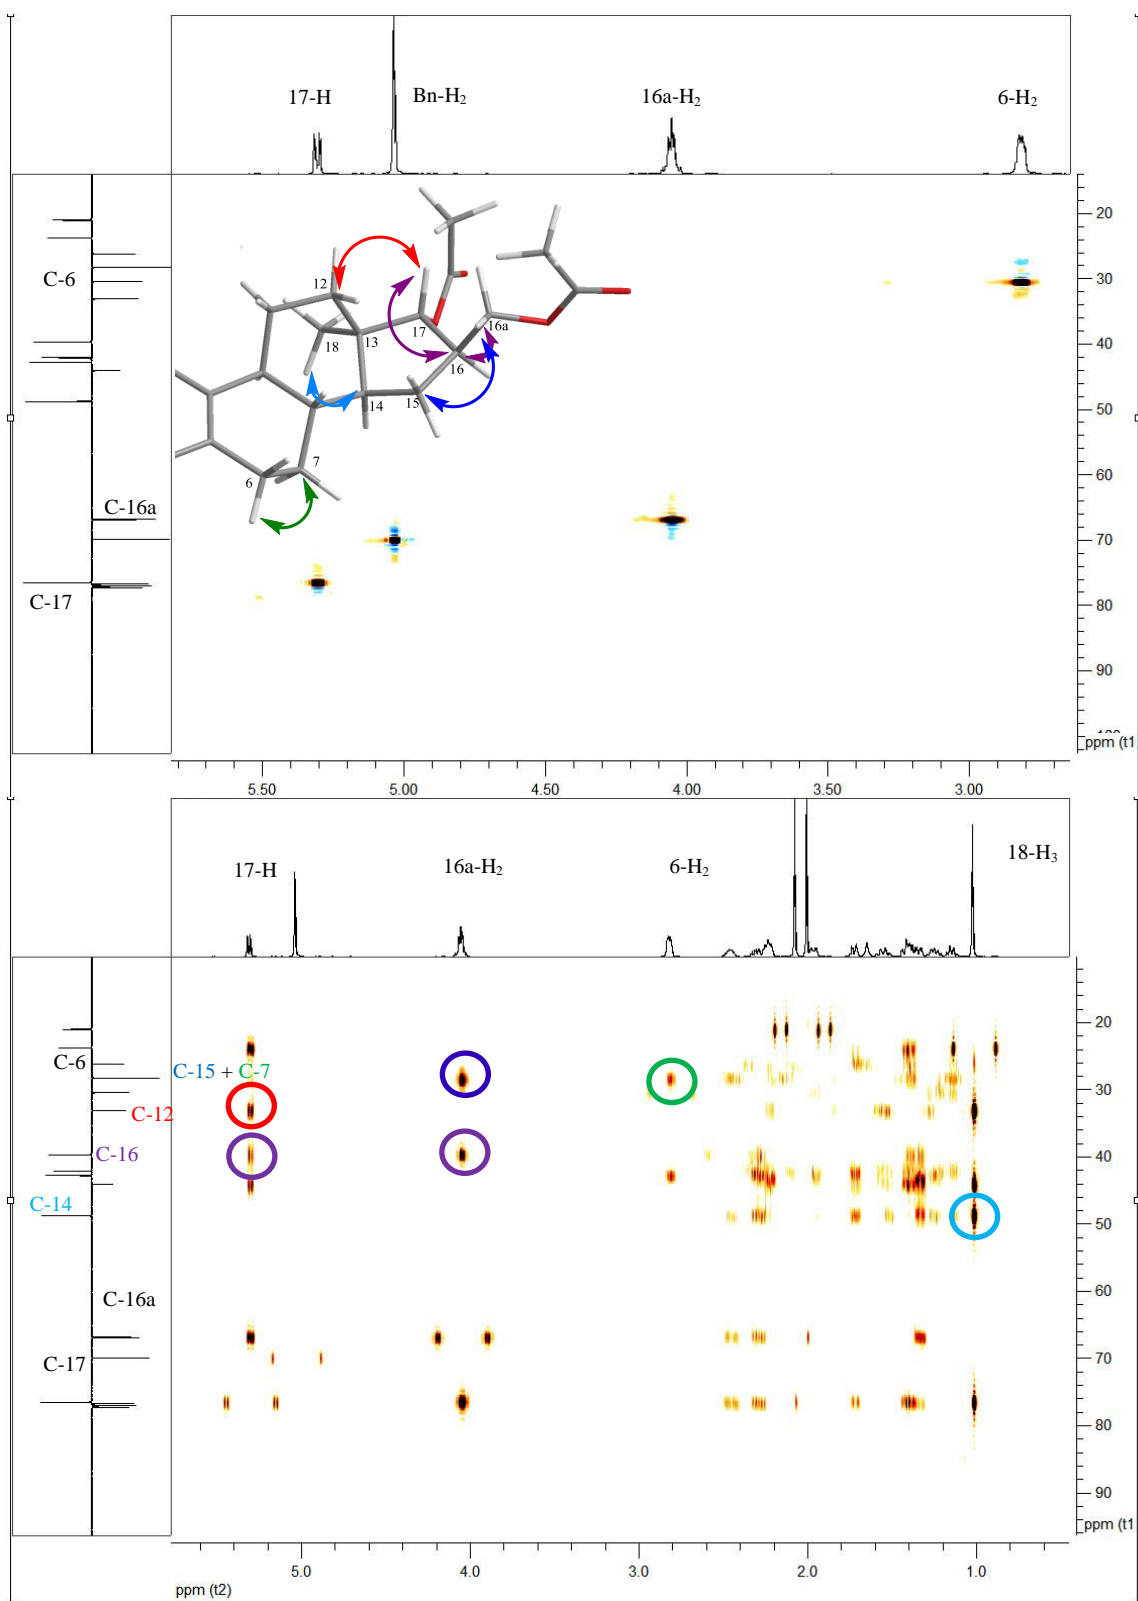 17-H
Bn-H₂
16a-H₂
6-H₂
C-6
C-16a
C-17
12
18
13
17
16a
16
14
15
7
6
20
30
40
50
60
70
80
90
ppm (t1
5.50
5.00
4.50
4.00
3.50
3.00
17-H
16a-H₂
6-H₂
18-H₃
C-6
C-15 + C-7
C-12
C-16
C-14
C-16a
C-17
20
30
40
50
60
70
80
90
ppm (t1
5.0
4.0
3.0
2.0
1.0
ppm (t2)